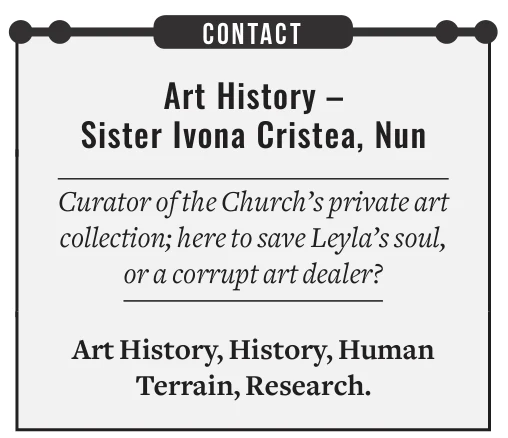 CONTACT
Art History –
Sister Ivona Cristea, Nun
Curator of the Church’s private art
collection; here to save Leyla’s soul,
or a corrupt art dealer?
Art History, History, Human
Terrain, Research.